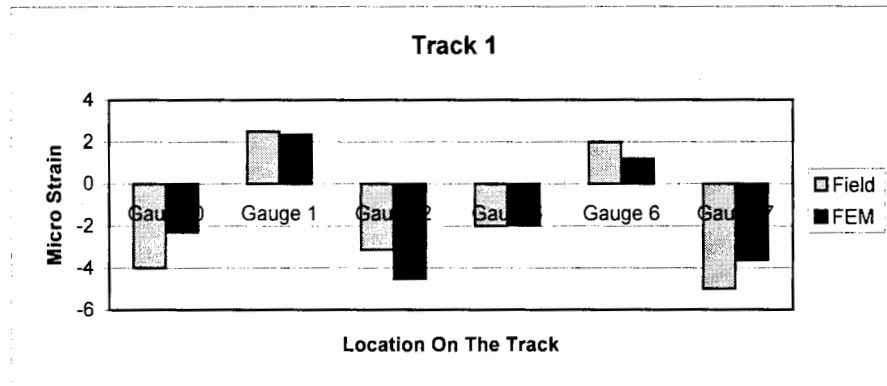 Track 1
4
2
0
-2
-4
-6
Micro Strain
Gauge 1
Gauge 6
Location On The Track
Field
FEM